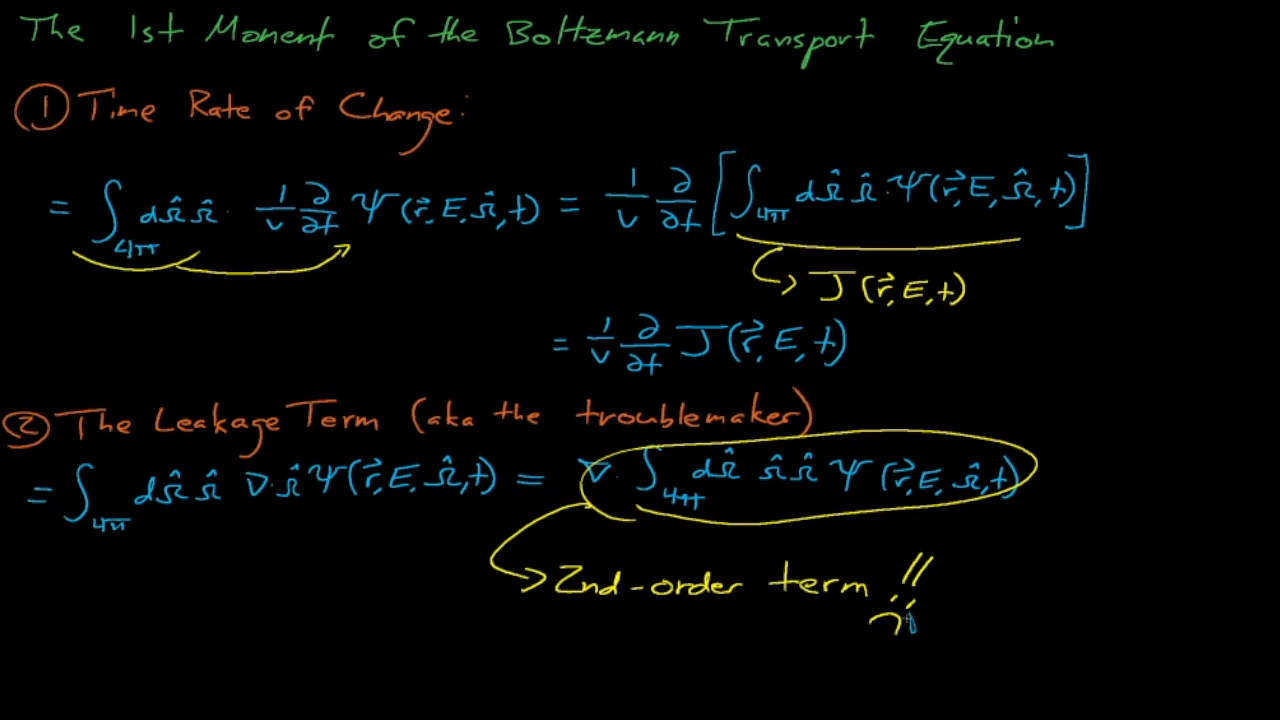 The 1st Moment of the Boltzmann Transport Equation
① Time Rate of Change:
= ∫_{4π} dΩ̂ Ω̂ · 1/v ∂/∂t Ψ(r⃗, E, Ω̂, t) = 1/v ∂/∂t [∫_{4π} dΩ̂ Ω̂ · Ψ(r⃗, E, Ω̂, t)]
J(r⃗, E, t)
= 1/v ∂/∂t J(r⃗, E, t)
② The Leakage Term (aka the troublemaker)
= ∫_{4π} dΩ̂ Ω̂ ∇·Ω̂ Ψ(r⃗, E, Ω̂, t) = ∇· ∫_{4π} dΩ̂ Ω̂ Ω̂ Ψ(r⃗, E, Ω̂, t)
2nd-order term !!